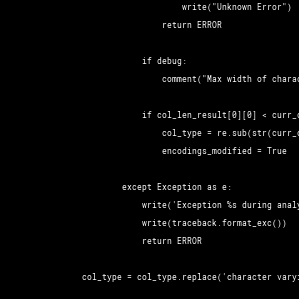 write("Unknown Error")
return ERROR
if debug:
comment("Max width of charac
if col_len_result[0][0] < curr_c
col_type = re.sub(str(curr_c
encodings_modified = True
except Exception as e:
write('Exception %s during analy
write(traceback.format_exc())
return ERROR
col_type = col_type.replace('character varyi